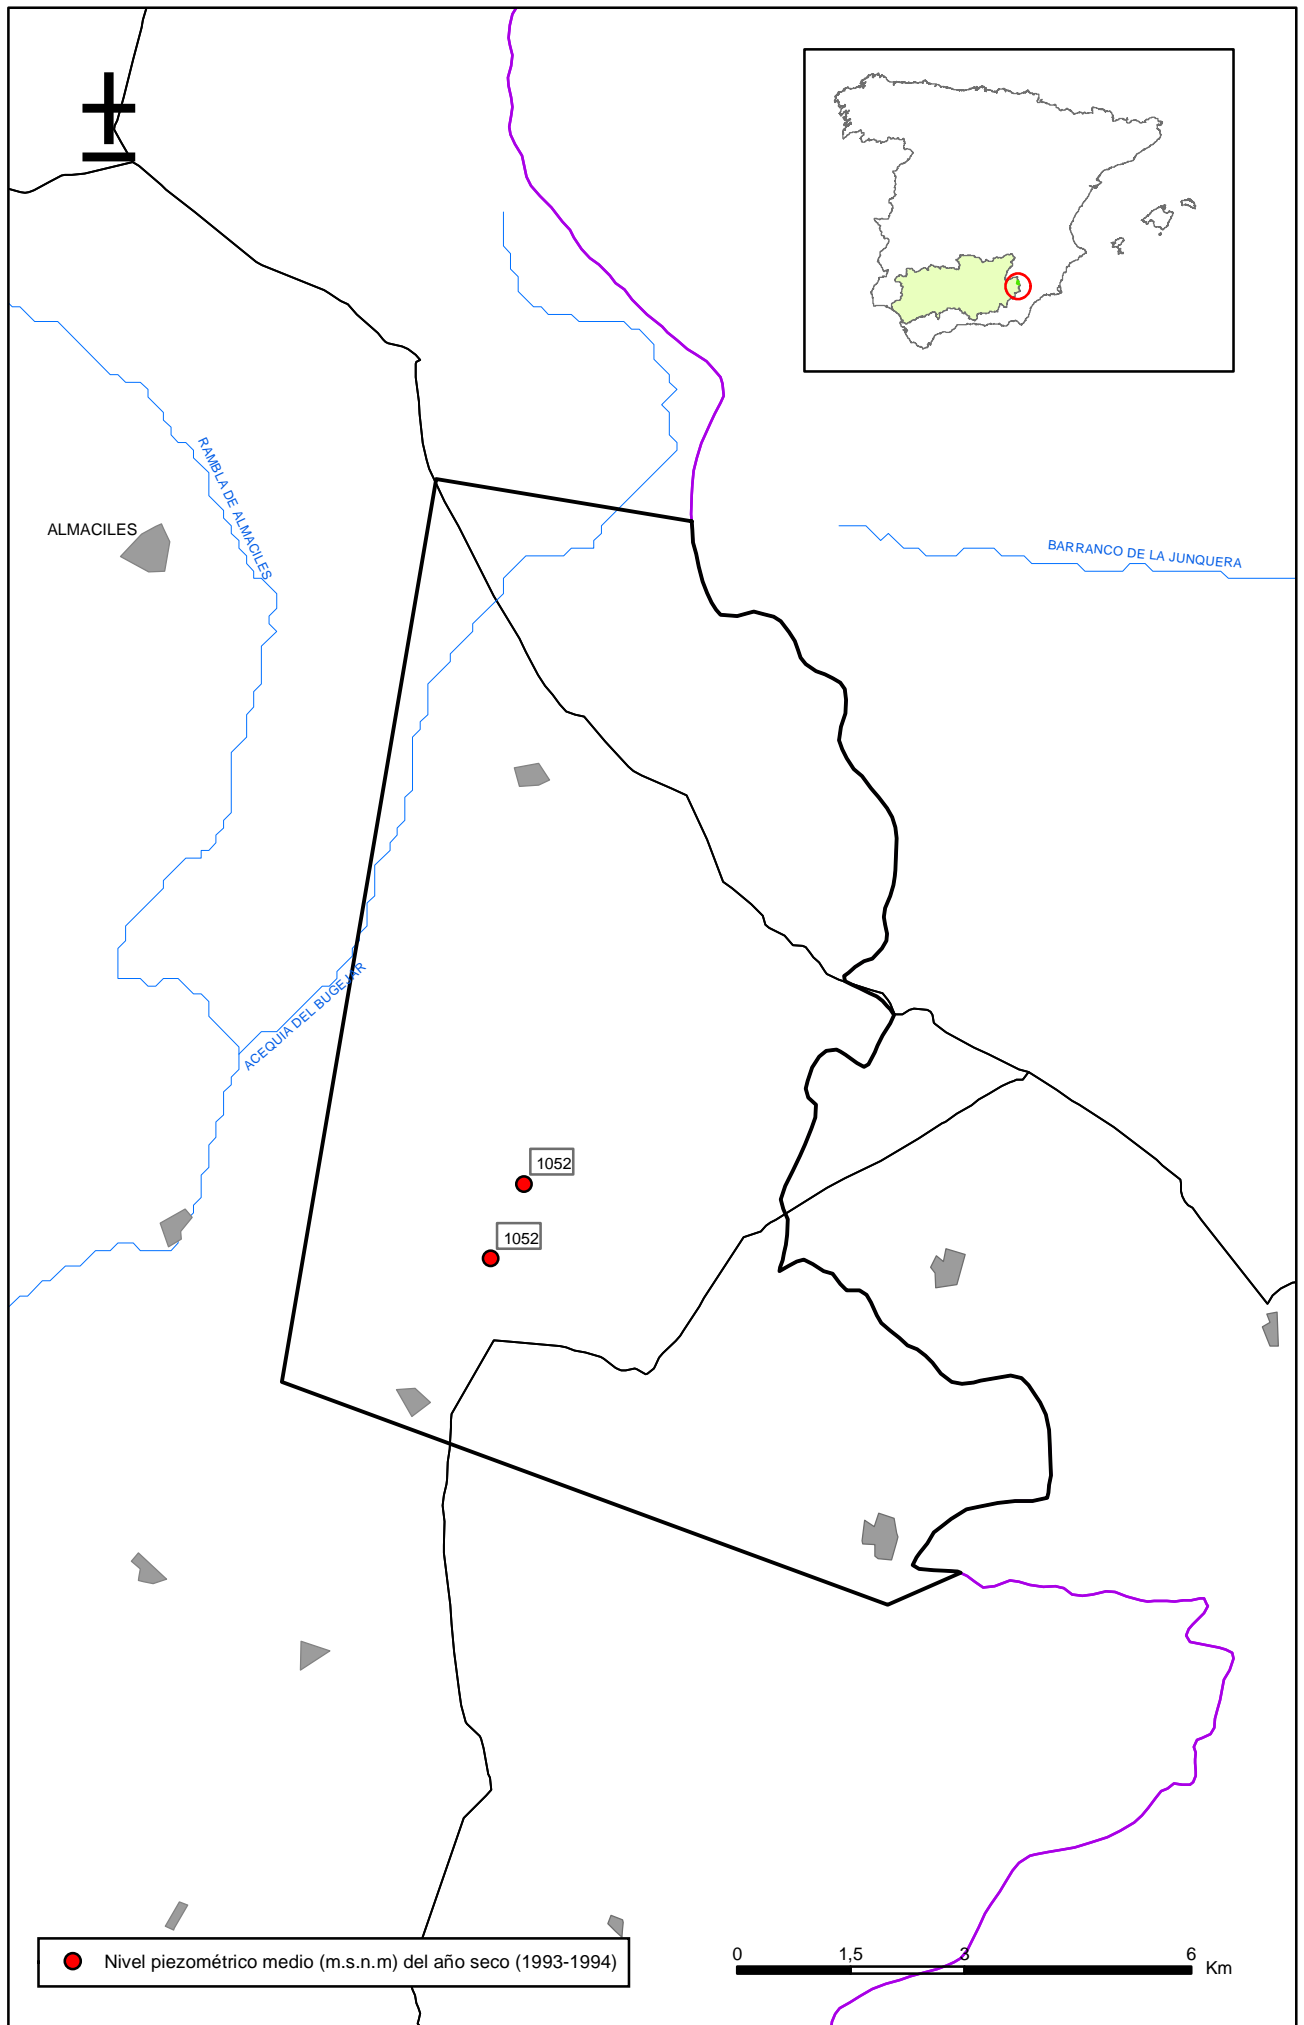 RAMBLA DE ALMACILES
ALMACILES
BARRANCO DE LA JUNQUERA
ACEQUIA DEL BUGEJAR
1052
1052
Nivel piezométrico medio (m.s.n.m) del año seco (1993-1994)
0 1,5 3 6
Km